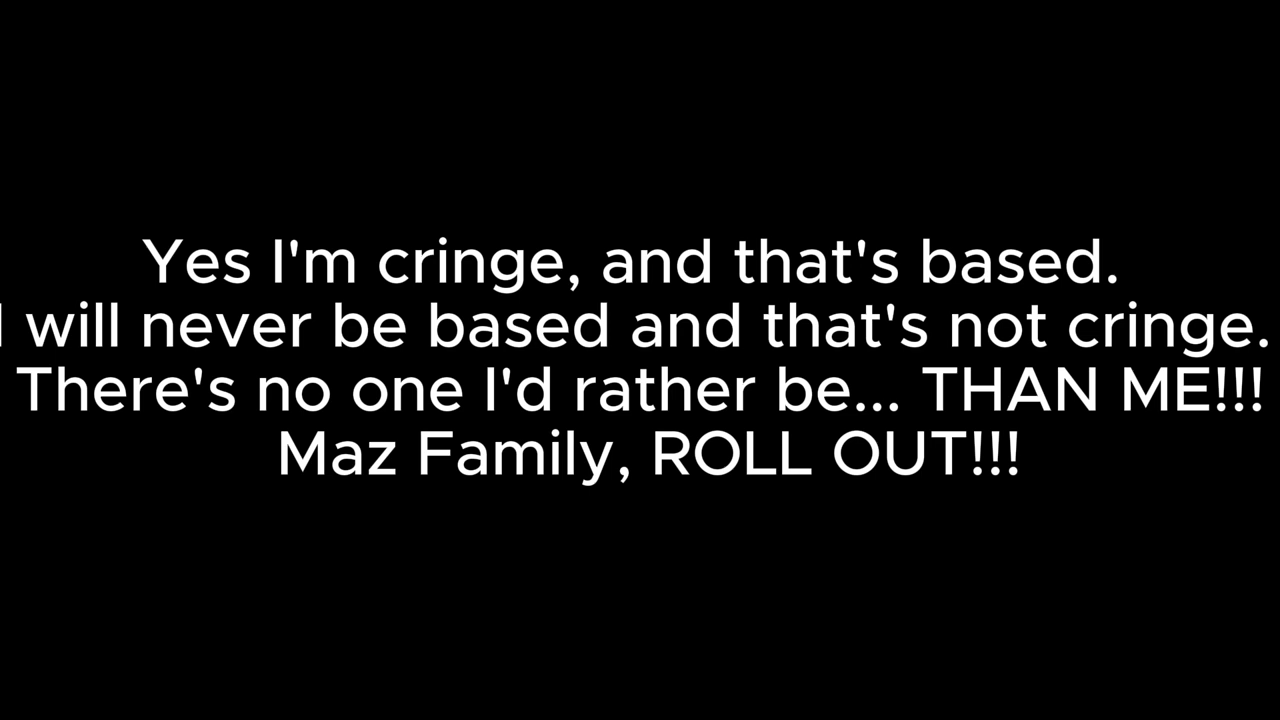 Yes I'm cringe, and that's based.
I will never be based and that's not cringe.
There's no one I'd rather be... THAN ME!!!
Maz Family, ROLL OUT!!!